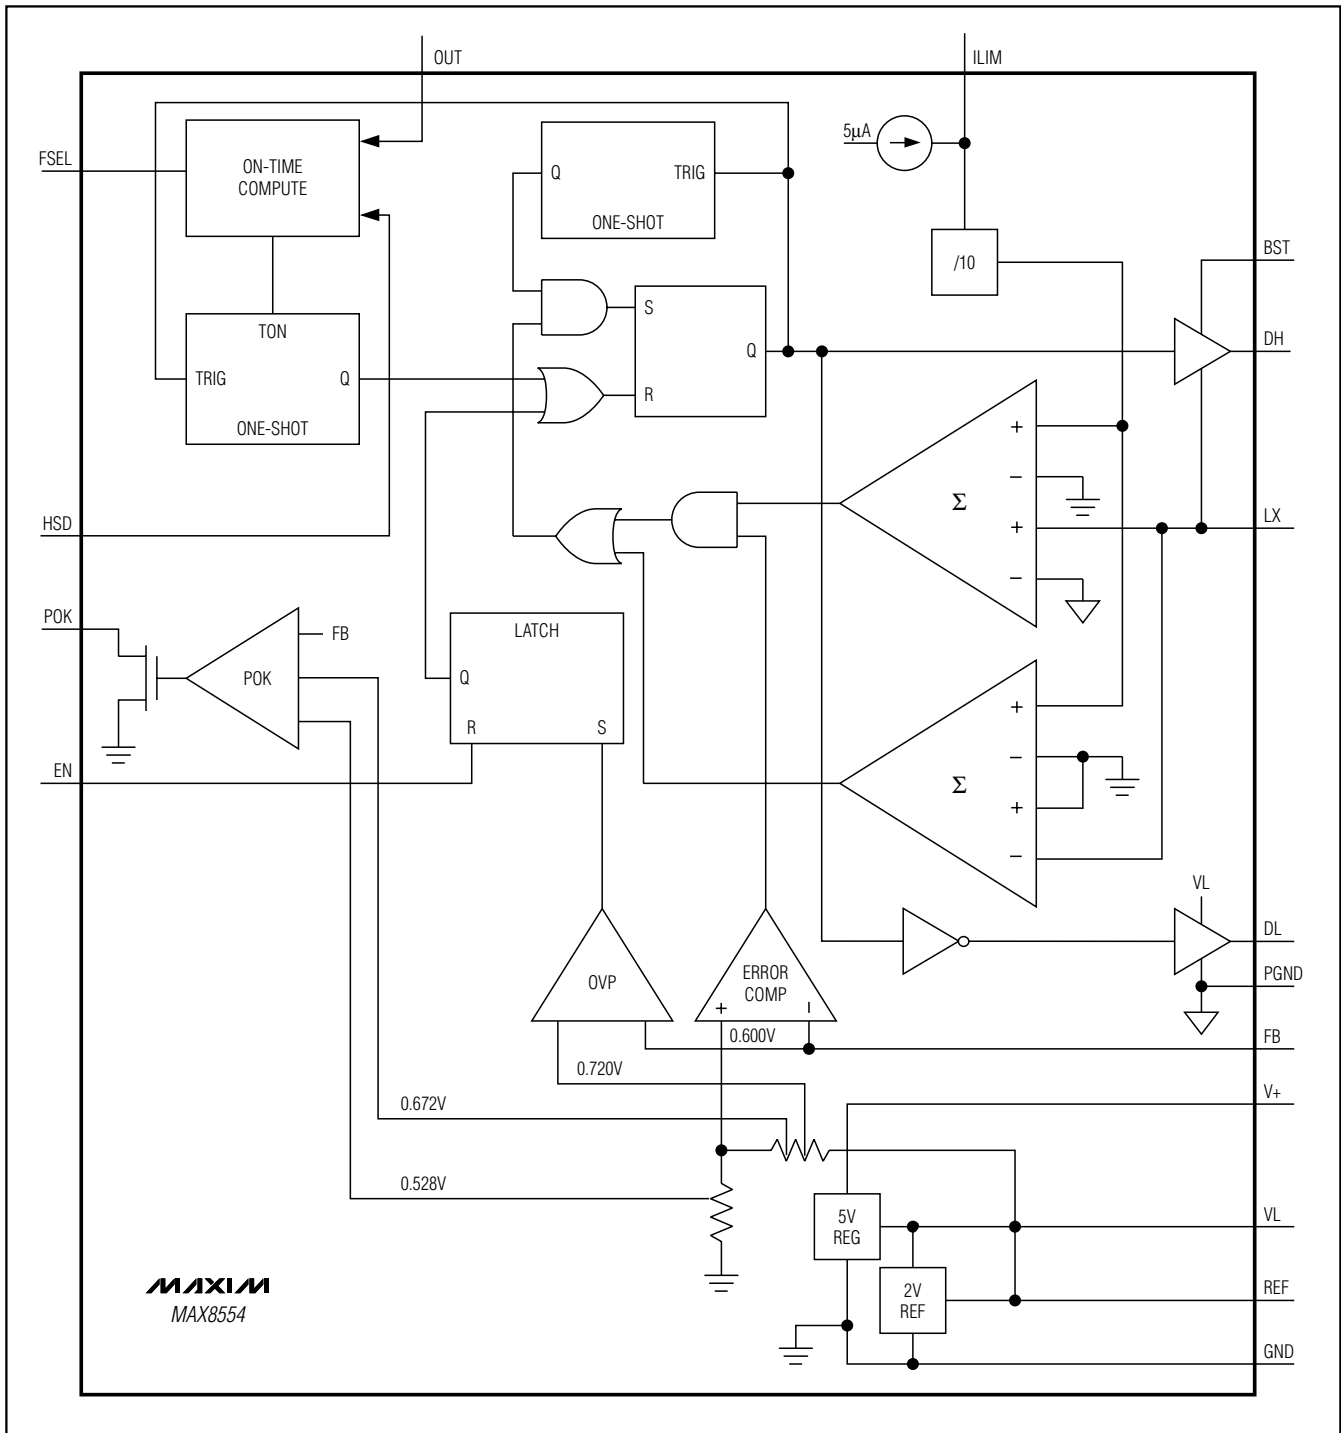 OUT
ILIM
5µA
FSEL
ON-TIME
COMPUTE
Q
TRIG
ONE-SHOT
/10
BST
TON
TRIG
Q
ONE-SHOT
S
Q
R
DH
+
−
Σ
+
−
HSD
LX
POK
FB
POK
LATCH
Q
R
S
EN
+
−
Σ
+
−
VL
DL
OVP
ERROR
COMP
+
−
PGND
0.600V
FB
0.720V
0.672V
V+
0.528V
5V
REG
VL
2V
REF
REF
MAXIM
MAX8554
GND